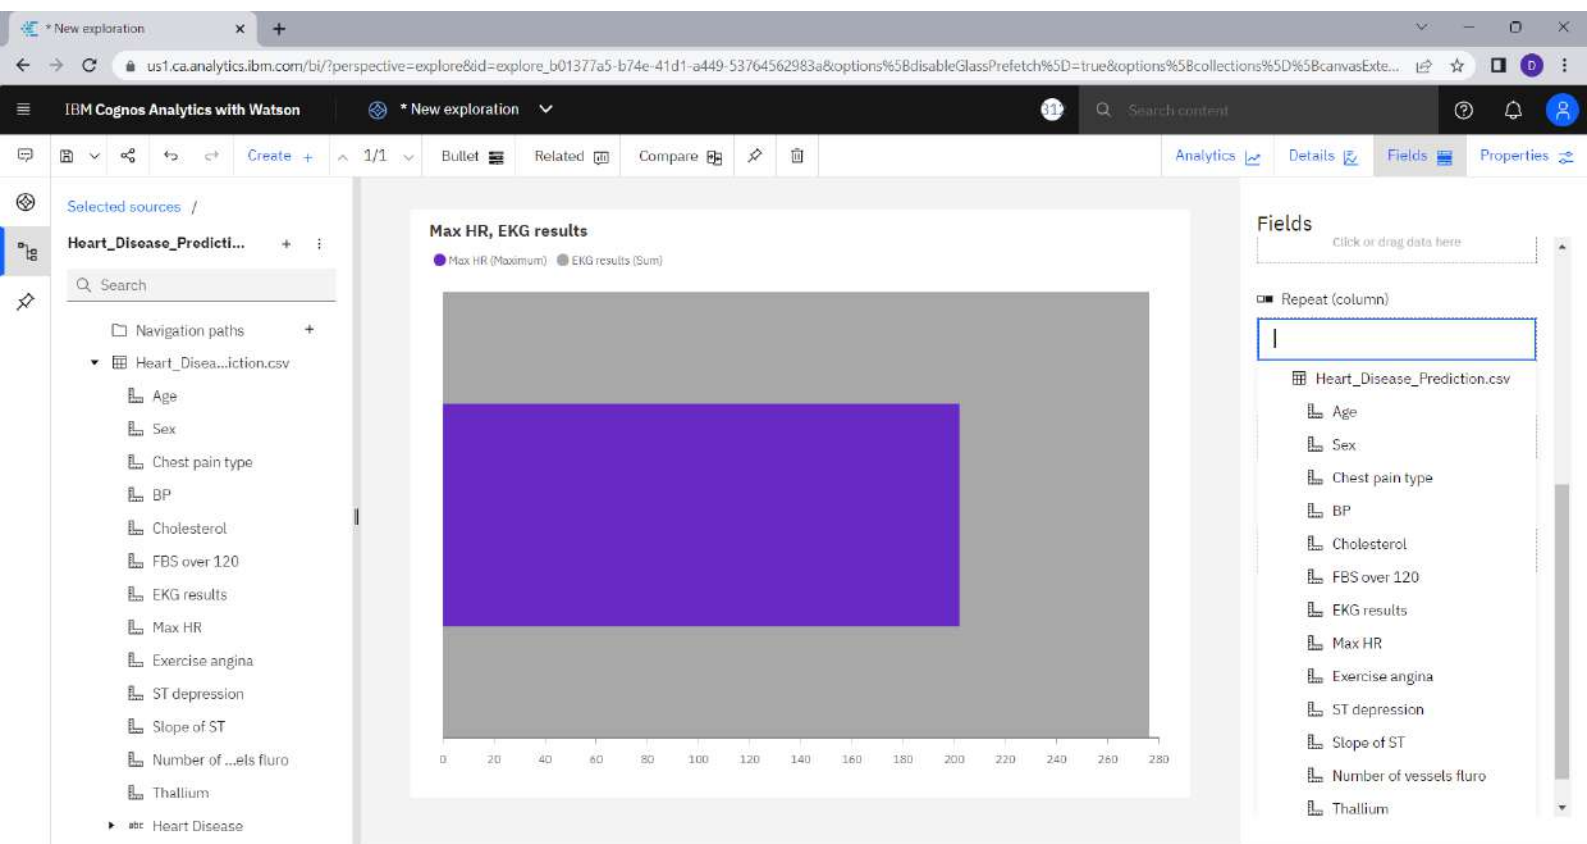 * New exploration
us1.ca.analytics.ibm.com/bi/?perspective=explore&id=explore_b01377a5-b74e-41d1-a449-53764562983a&options%5BdisableGlassPrefetch%5D=true&options%5Bcollections%5D%5BcanvasExte...
D
IBM Cognos Analytics with Watson
* New exploration
312
Search content
Create +
1/1
Bullet
Related
Compare
Analytics
Details
Fields
Properties
Selected sources /
Heart_Disease_Predicti...
Search
Navigation paths
Heart_Disea...iction.csv
Age
Sex
Chest pain type
BP
Cholesterol
FBS over 120
EKG results
Max HR
Exercise angina
ST depression
Slope of ST
Number of ...els fluro
Thallium
abc Heart Disease
Max HR, EKG results
Max HR (Maximum) EKG results (Sum)
0 20 40 60 80 100 120 140 160 180 200 220 240 260 280
Fields
Click or drag data here
Repeat (column)
Heart_Disease_Prediction.csv
Age
Sex
Chest pain type
BP
Cholesterol
FBS over 120
EKG results
Max HR
Exercise angina
ST depression
Slope of ST
Number of vessels fluro
Thallium